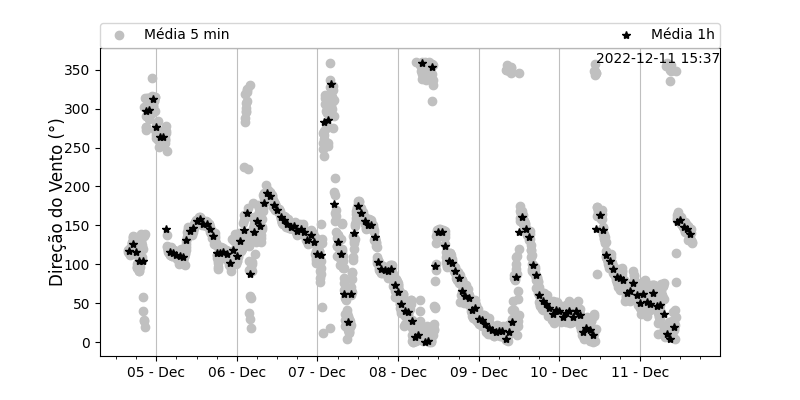 Média 5 min
Média 1h
2022-12-11 15:37
Direção do Vento (°)
350
300
250
200
150
100
50
0
05 - Dec
06 - Dec
07 - Dec
08 - Dec
09 - Dec
10 - Dec
11 - Dec